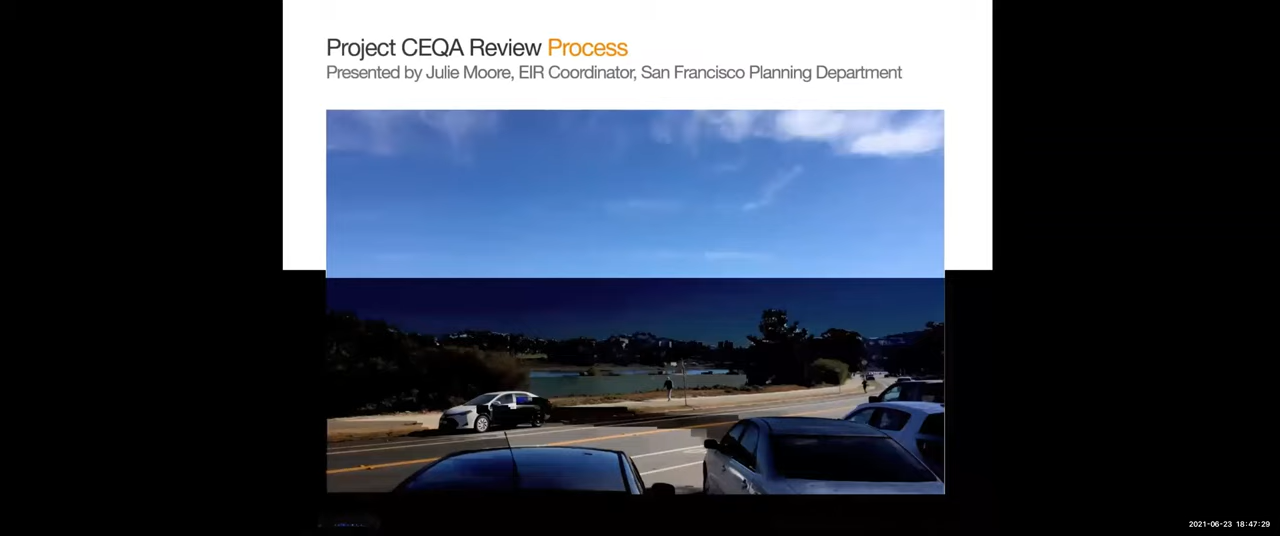 Project CEQA Review Process
Presented by Julie Moore, EIR Coordinator, San Francisco Planning Department
2021-06-23 18:47:29